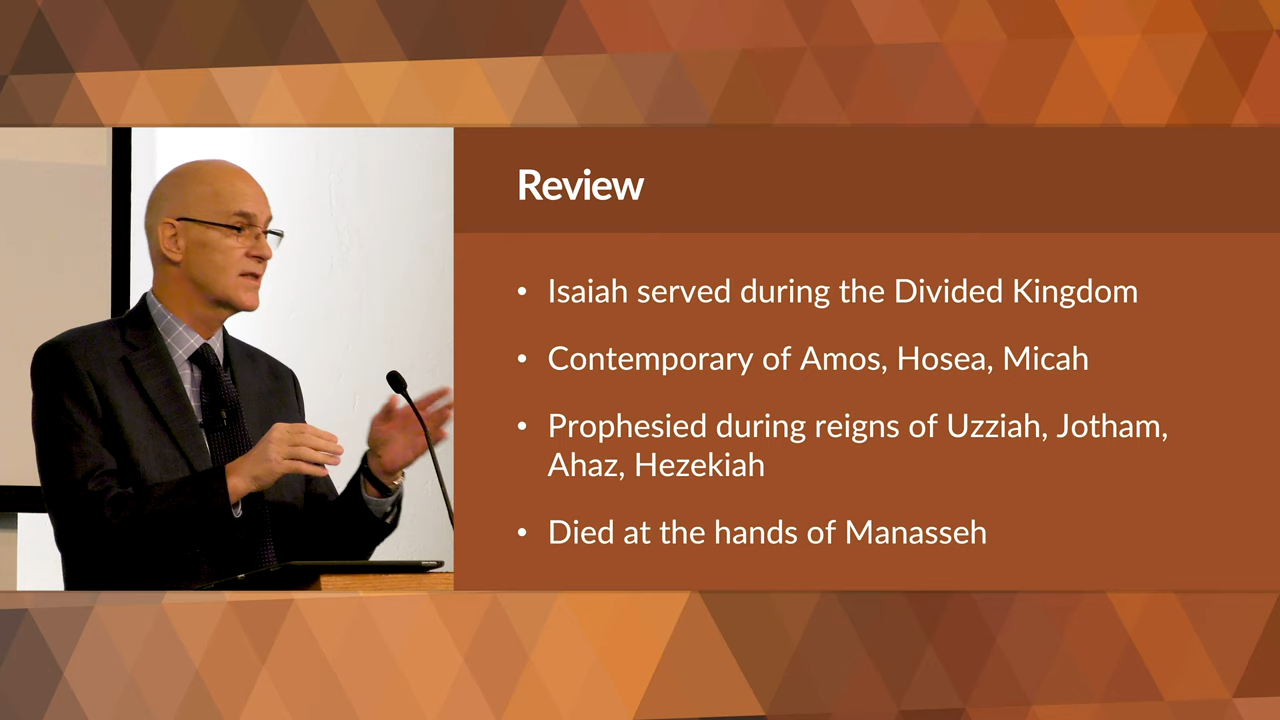 Review
• Isaiah served during the Divided Kingdom
• Contemporary of Amos, Hosea, Micah
• Prophesied during reigns of Uzziah, Jotham,
Ahaz, Hezekiah
• Died at the hands of Manasseh